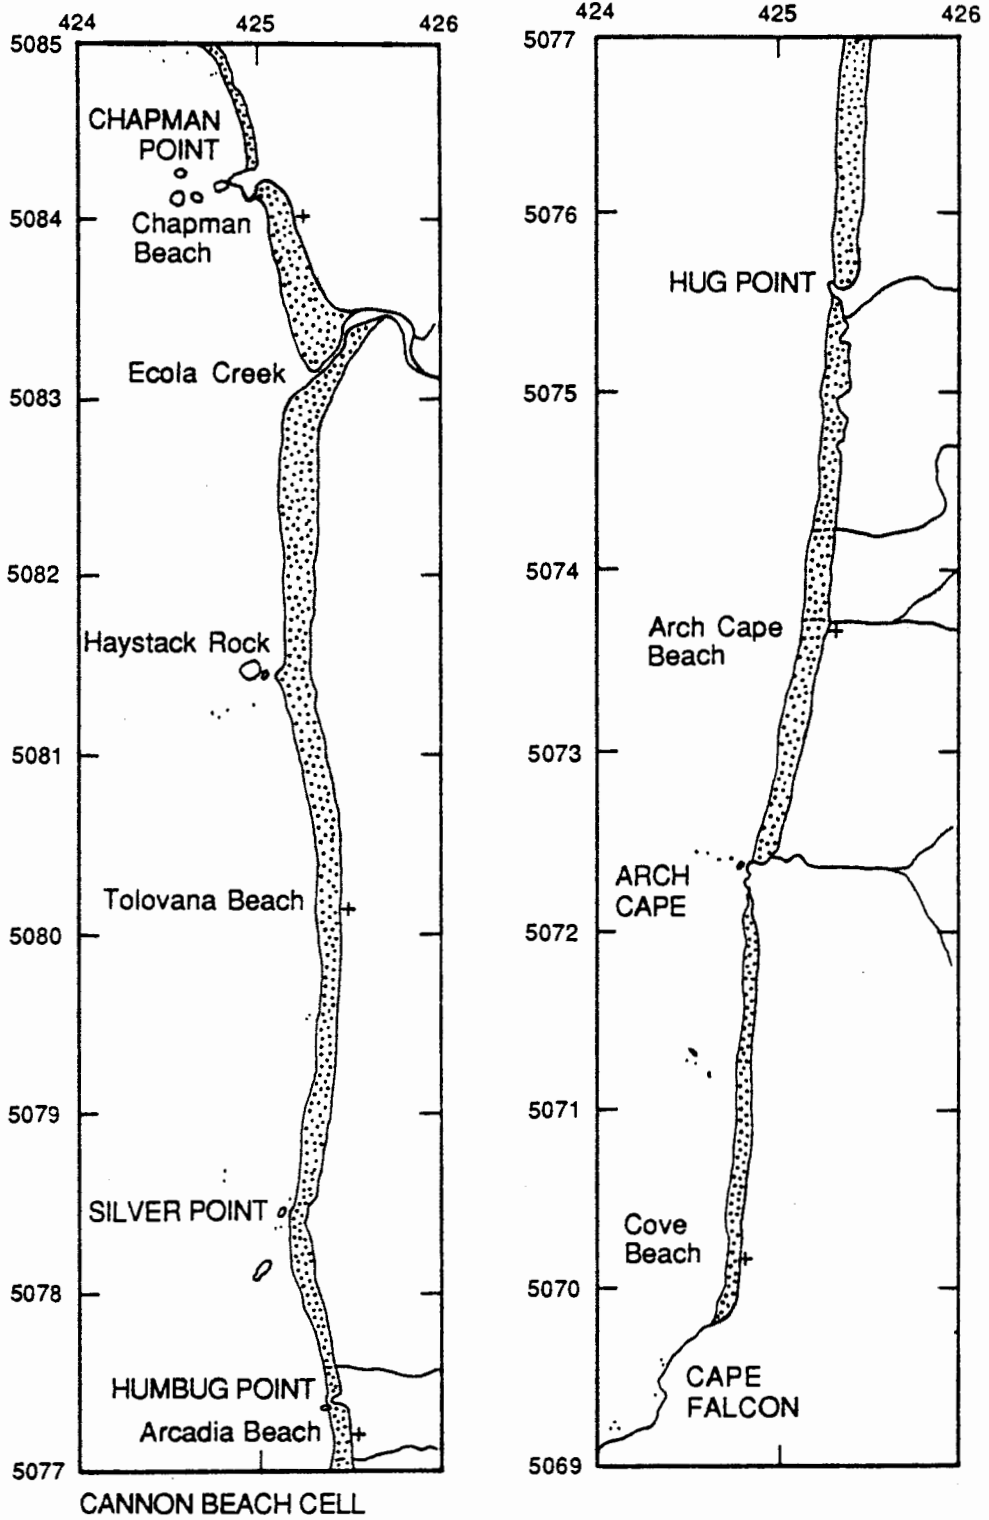 424 425 426
5085
CHAPMAN
POINT
5084
Chapman
Beach
Ecola Creek
5083
5082
Haystack Rock
5081
Tolovana Beach
5080
5079
SILVER POINT
5078
HUMBUG POINT
Arcadia Beach
5077
CANNON BEACH CELL
424 425 426
5077
5076
HUG POINT
5075
5074
Arch Cape
Beach
5073
ARCH
CAPE
5072
5071
Cove
Beach
5070
CAPE
FALCON
5069